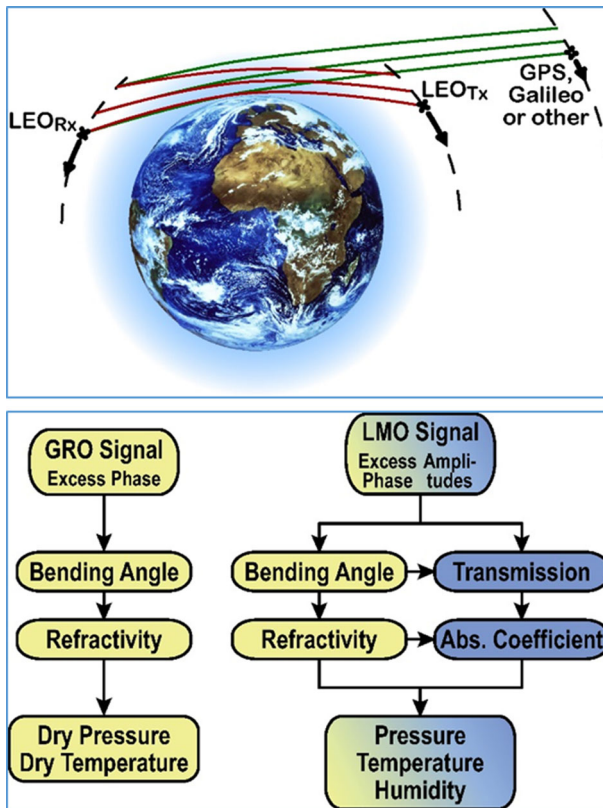 LEORx
LEOTx
GPS,
Galileo
or other
GRO Signal
Excess Phase
Bending Angle
Refractivity
Dry Pressure
Dry Temperature
LMO Signal
Excess Ampli-
Phase tudes
Bending Angle
Transmission
Refractivity
Abs. Coefficient
Pressure
Temperature
Humidity